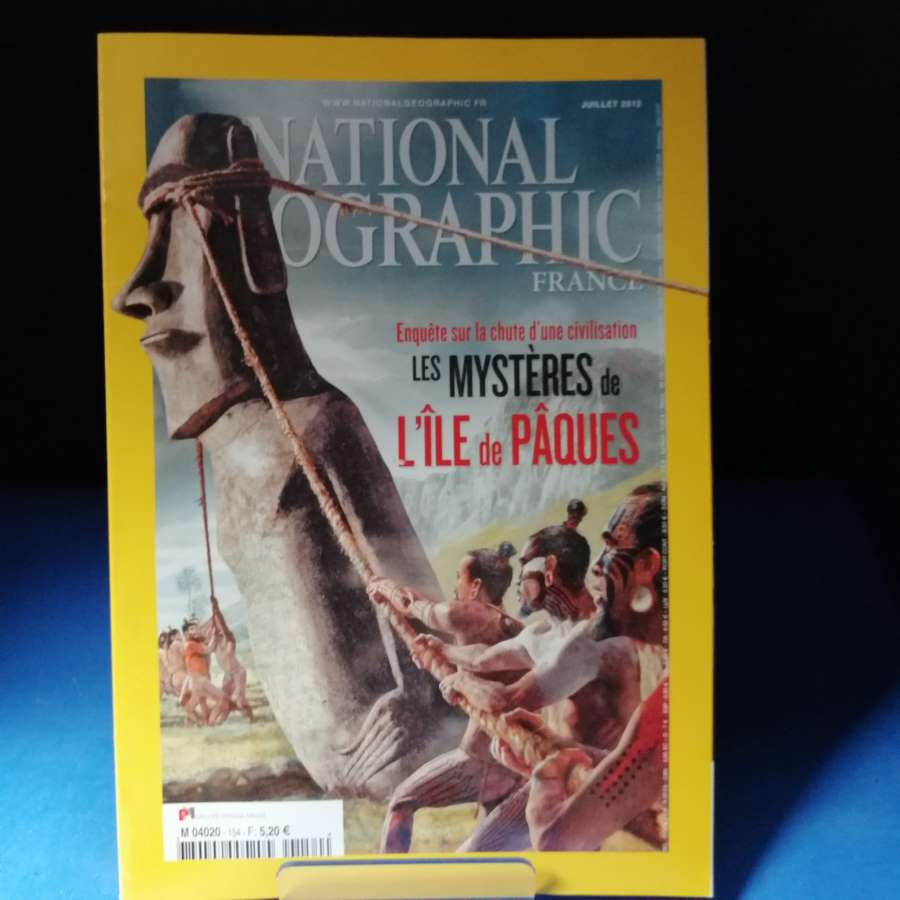 WWW.NATIONALGEOGRAPHIC.FR
JUILLET 2012
NATIONAL
OGRAPHIC
FRANCE
Enquête sur la chute d'une civilisation
LES MYSTÈRES de
L'ÎLE de PÂQUES
M 04020 - 154 - F: 5,20 €